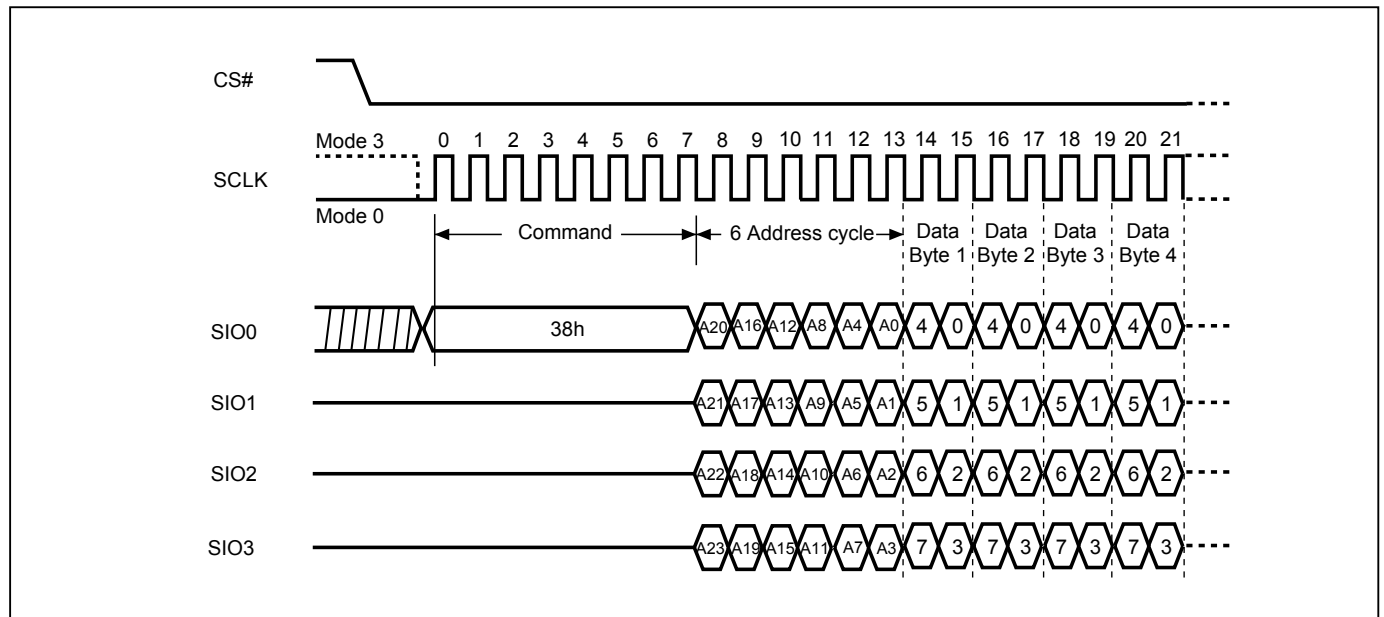 CS#
Mode 3
0 1 2 3 4 5 6 7 8 9 10 11 12 13 14 15 16 17 18 19 20 21
SCLK
Mode 0
Command
6 Address cycle
Data Byte 1
Data Byte 2
Data Byte 3
Data Byte 4
SIO0
38h
A20 A16 A12 A8 A4 A0 4 0 4 0 4 0 4 0
SIO1
A21 A17 A13 A9 A5 A1 5 1 5 1 5 1 5 1
SIO2
A22 A18 A14 A10 A6 A2 6 2 6 2 6 2 6 2
SIO3
A23 A19 A15 A11 A7 A3 7 3 7 3 7 3 7 3